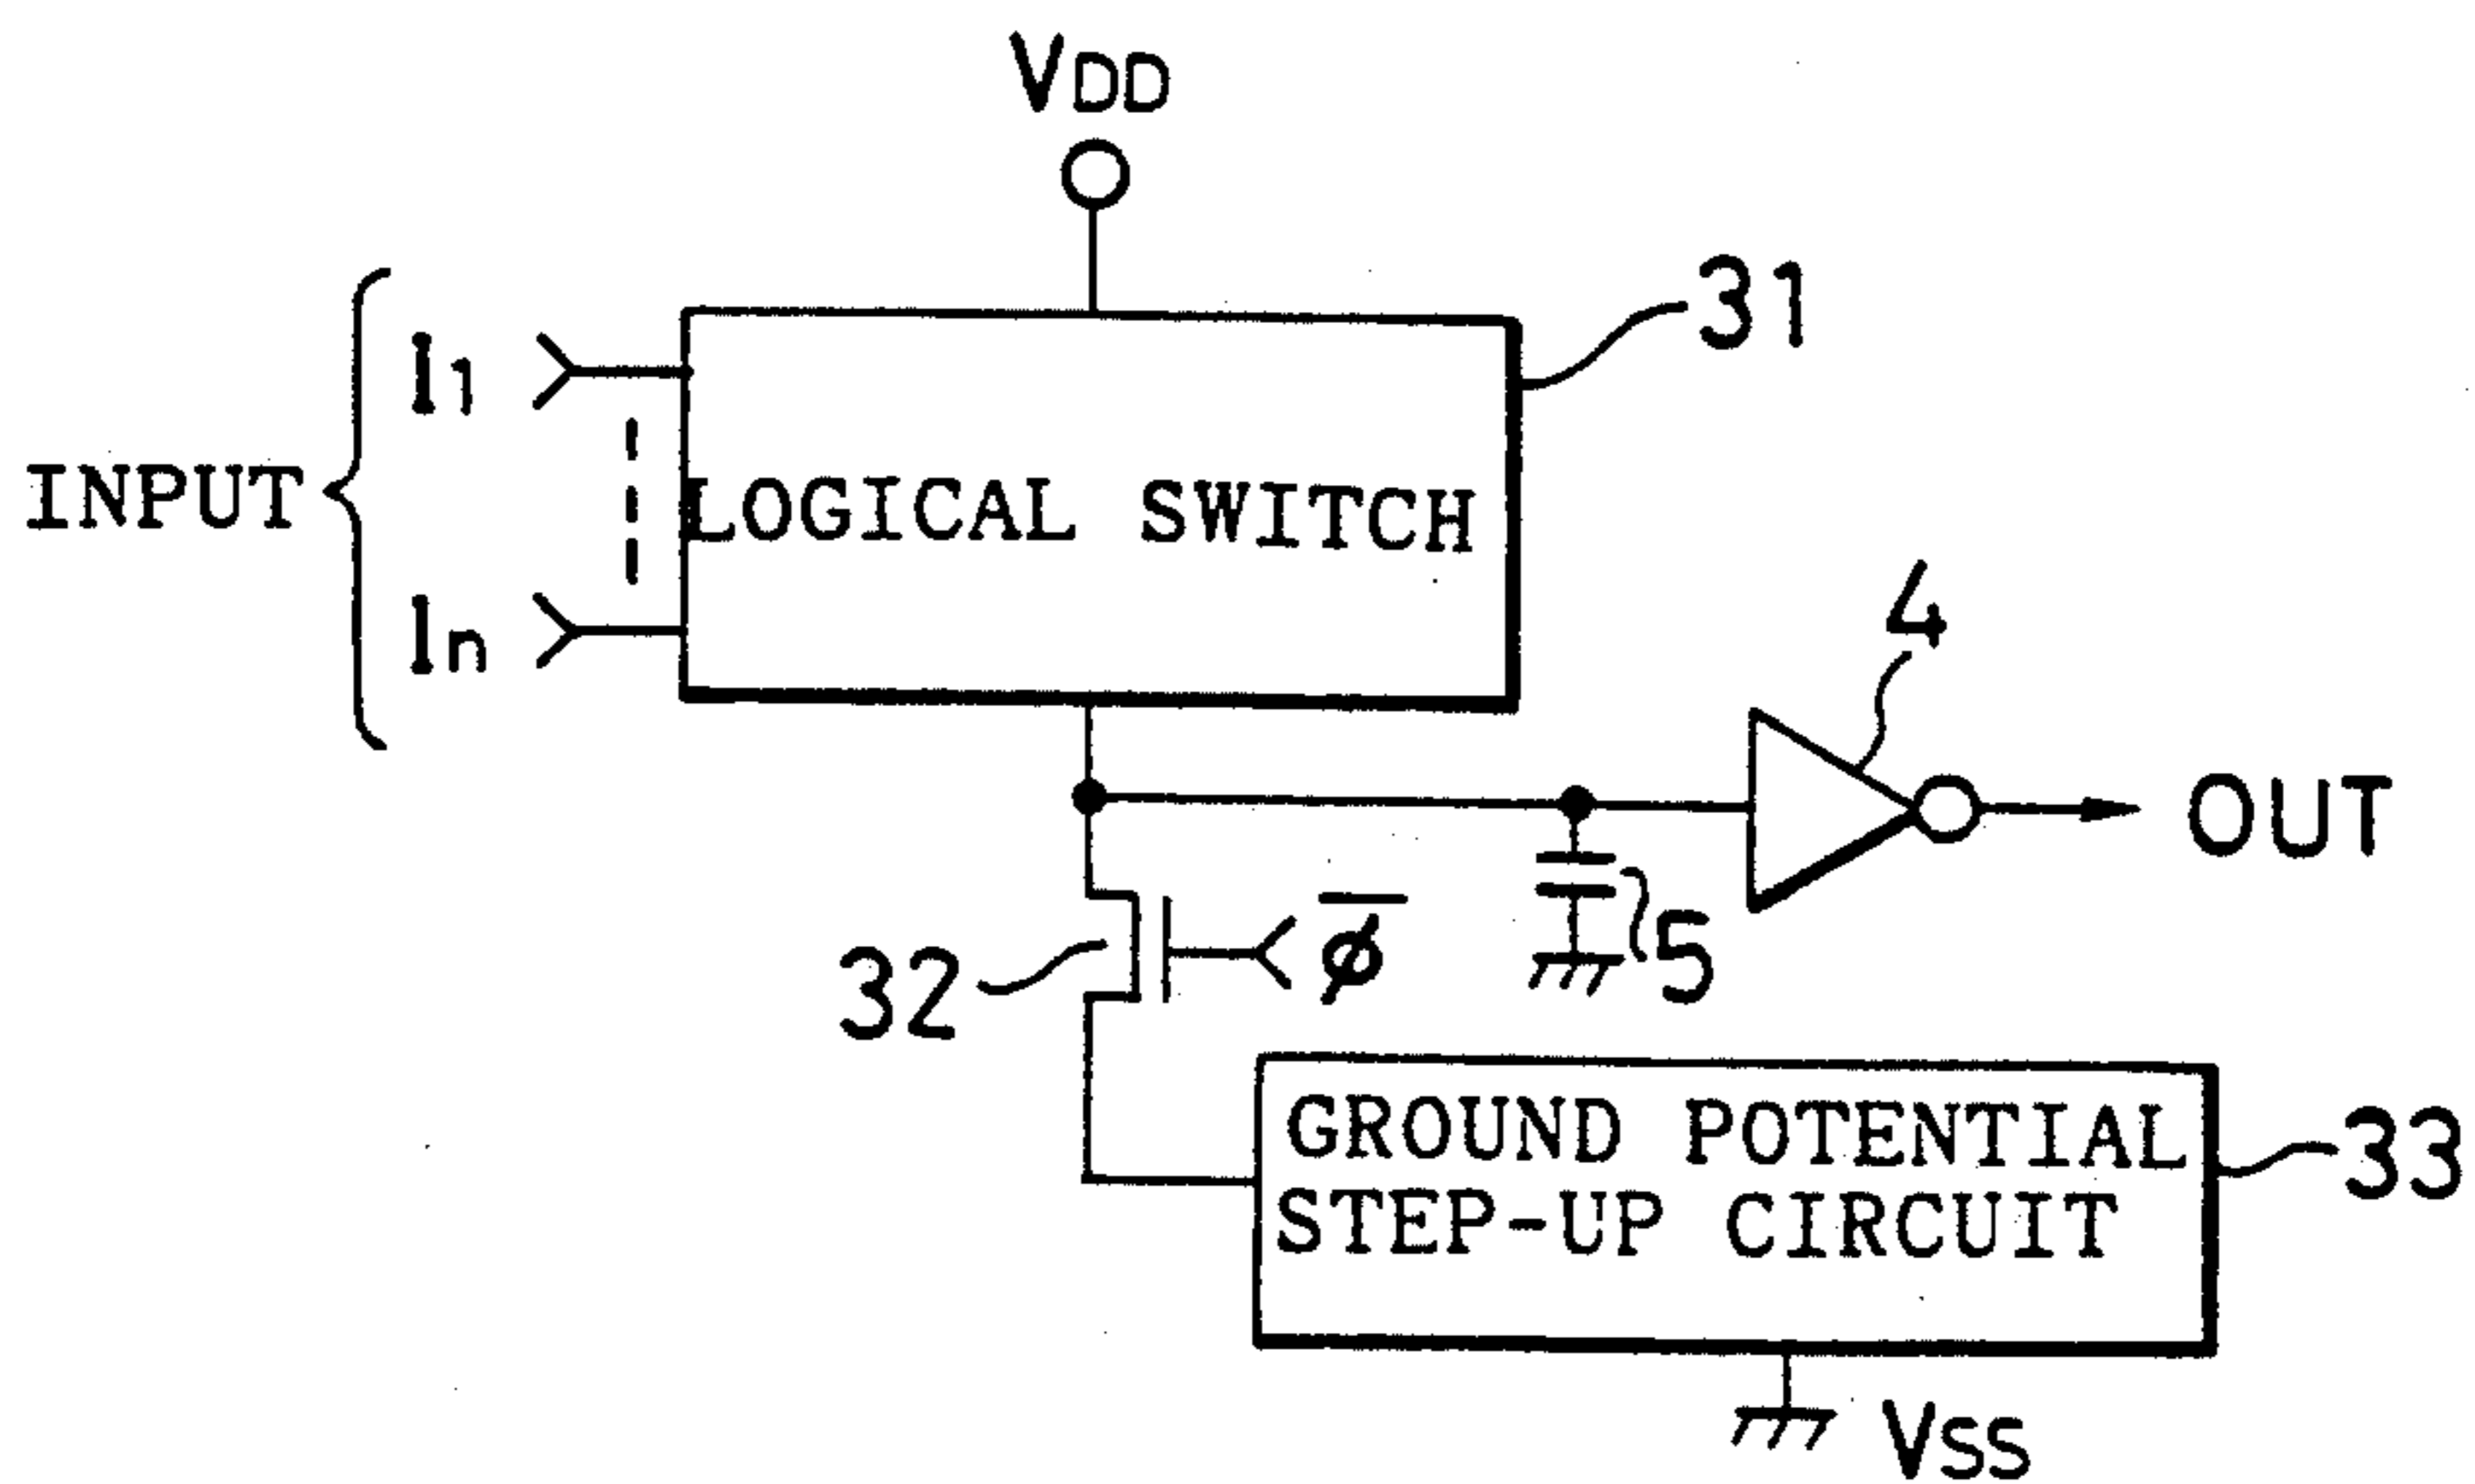 VDD
31
I1
INPUT
LOGICAL SWITCH
In
4
OUT
32
φ̅
5
GROUND POTENTIAL
STEP-UP CIRCUIT
33
VSS